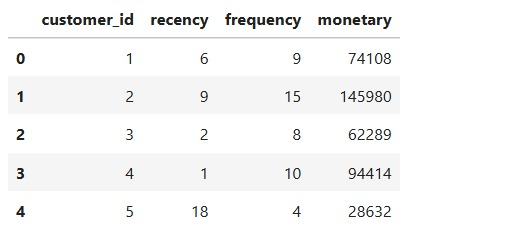 customer_id recency frequency monetary
0 1 6 9 74108
1 2 9 15 145980
2 3 2 8 62289
3 4 1 10 94414
4 5 18 4 28632